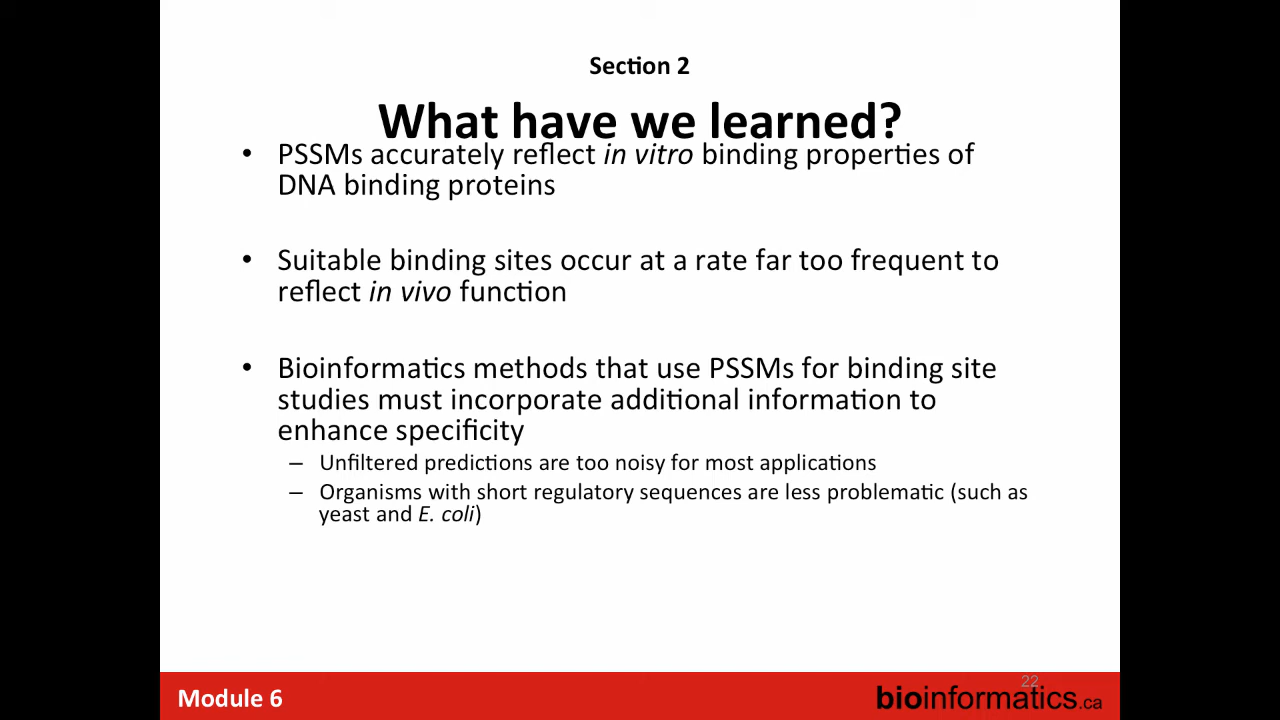 Section 2
What have we learned?
• PSSMs accurately reflect in vitro binding properties of
DNA binding proteins
• Suitable binding sites occur at a rate far too frequent to
reflect in vivo function
• Bioinformatics methods that use PSSMs for binding site
studies must incorporate additional information to
enhance specificity
– Unfiltered predictions are too noisy for most applications
– Organisms with short regulatory sequences are less problematic (such as
yeast and E. coli)
Module 6
22
bioinformatics.ca